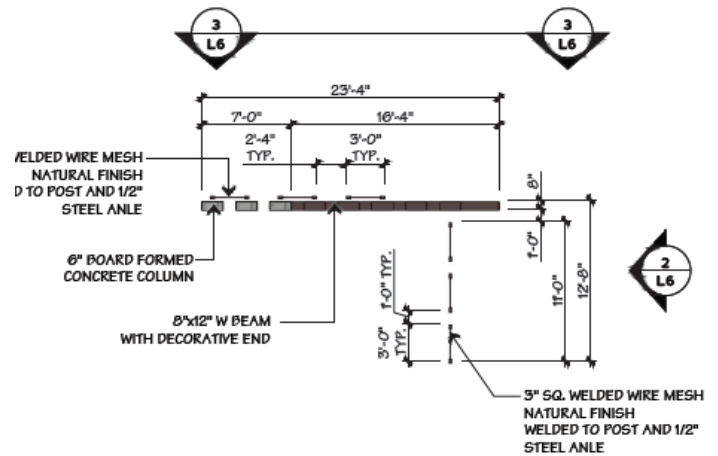 3
L6
3
L6
23'-4"
7'-0"
16'-4"
2'-4"
TYP.
3'-0"
TYP.
WELDED WIRE MESH
NATURAL FINISH
D TO POST AND 1/2"
STEEL ANLE
8"
1'-0"
6" BOARD FORMED
CONCRETE COLUMN
2
L6
1'-0" TYP.
11'-0"
12'-8"
8"x12" W BEAM
WITH DECORATIVE END
3'-0"
TYP.
3" SQ. WELDED WIRE MESH
NATURAL FINISH
WELDED TO POST AND 1/2"
STEEL ANLE